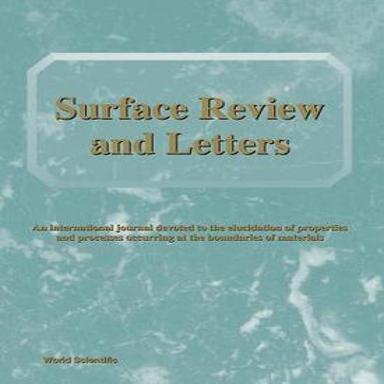 Surface Review
and Letters
An international journal devoted to the elucidation of properties
and processes occurring at the boundaries of materials
World Scientific